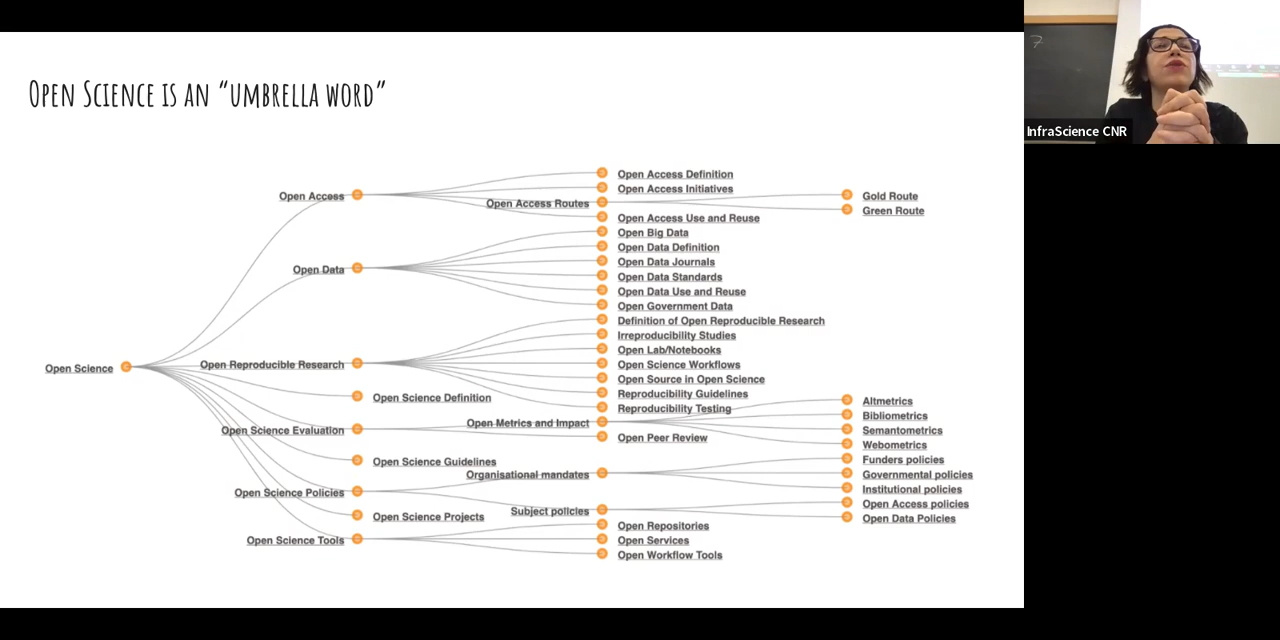 Open Science is an “umbrella word”
Open Science
Open Access
Open Access Definition
Open Access Initiatives
Open Access Routes
Gold Route
Green Route
Open Access Use and Reuse
Open Data
Open Big Data
Open Data Definition
Open Data Journals
Open Data Standards
Open Data Use and Reuse
Open Government Data
Open Reproducible Research
Definition of Open Reproducible Research
Irreproducibility Studies
Open Lab/Notebooks
Open Science Workflows
Open Source in Open Science
Reproducibility Guidelines
Reproducibility Testing
Open Science Definition
Open Science Evaluation
Open Metrics and Impact
Altmetrics
Bibliometrics
Semantometrics
Webometrics
Open Peer Review
Open Science Guidelines
Open Science Policies
Organisational mandates
Funders policies
Governmental policies
Institutional policies
Subject policies
Open Access policies
Open Data Policies
Open Science Projects
Open Science Tools
Open Repositories
Open Services
Open Workflow Tools
InfraScience CNR